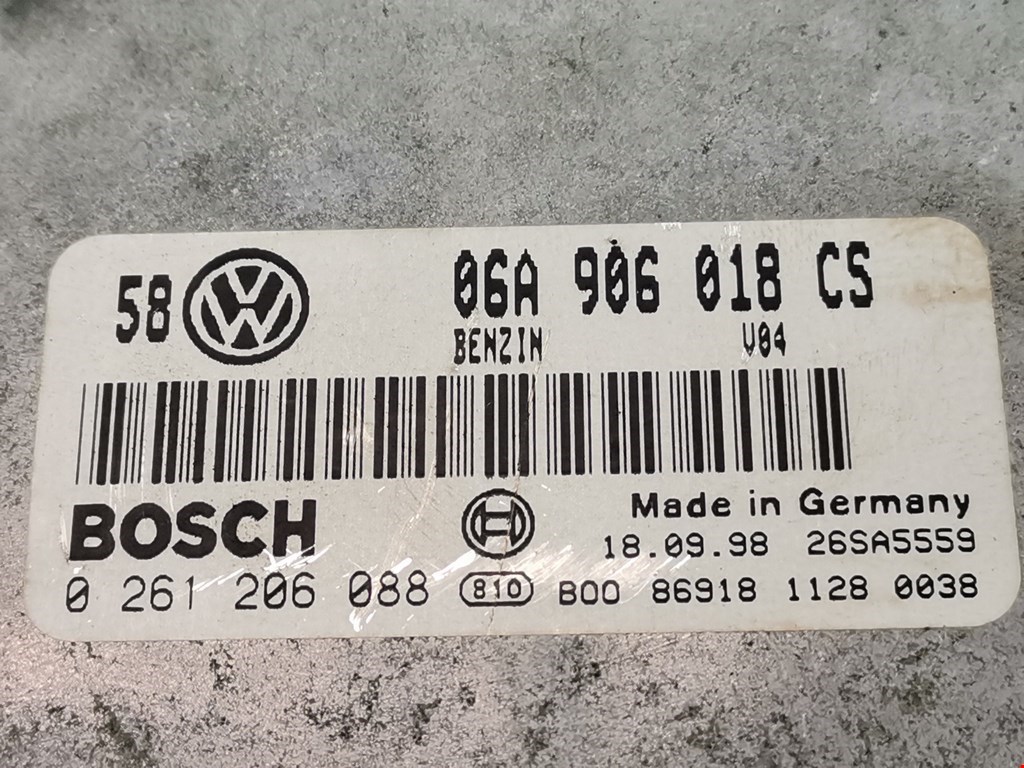 58 VW 06A 906 018 CS
BENZIN V04
BOSCH Made in Germany
18.09.98 26SA5559
0 261 206 088 810 B00 86918 1128 0038